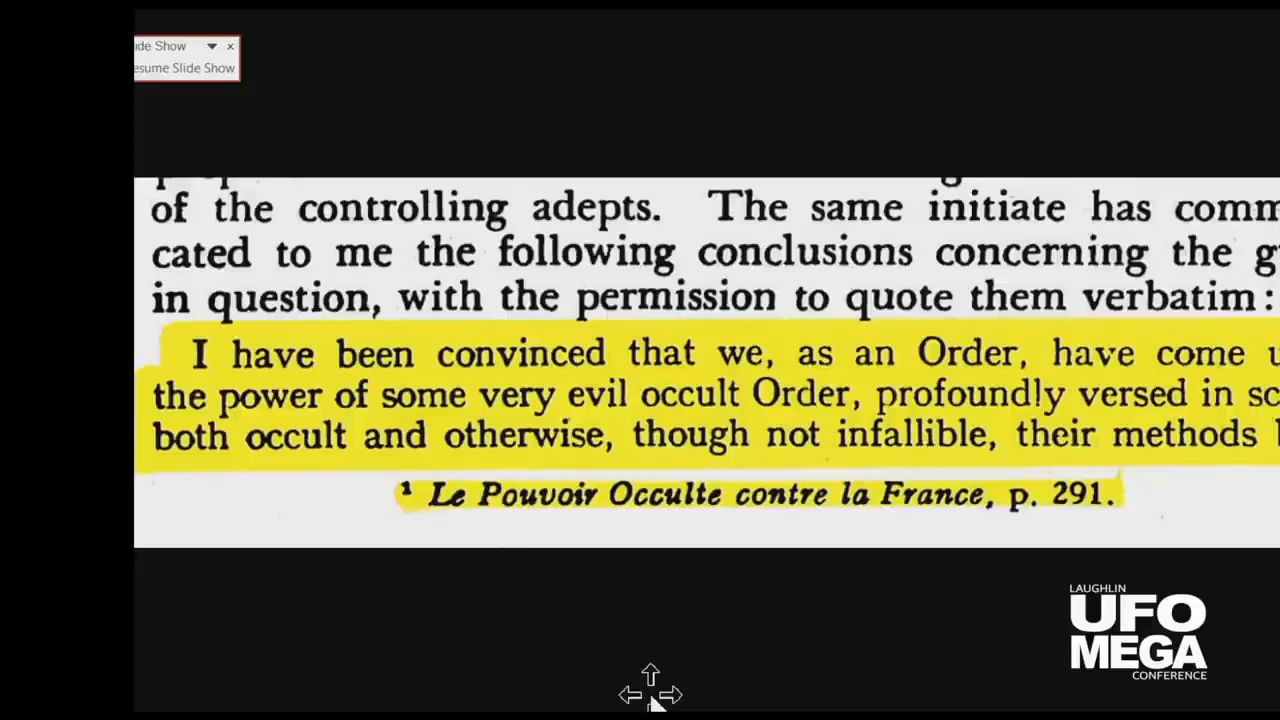 ide Show
esume Slide Show
of the controlling adepts. The same initiate has comm
cated to me the following conclusions concerning the g
in question, with the permission to quote them verbatim:
I have been convinced that we, as an Order, have come u
the power of some very evil occult Order, profoundly versed in sc
both occult and otherwise, though not infallible, their methods
¹ Le Pouvoir Occulte contre la France, p. 291.
LAUGHLIN
UFO
MEGA
CONFERENCE